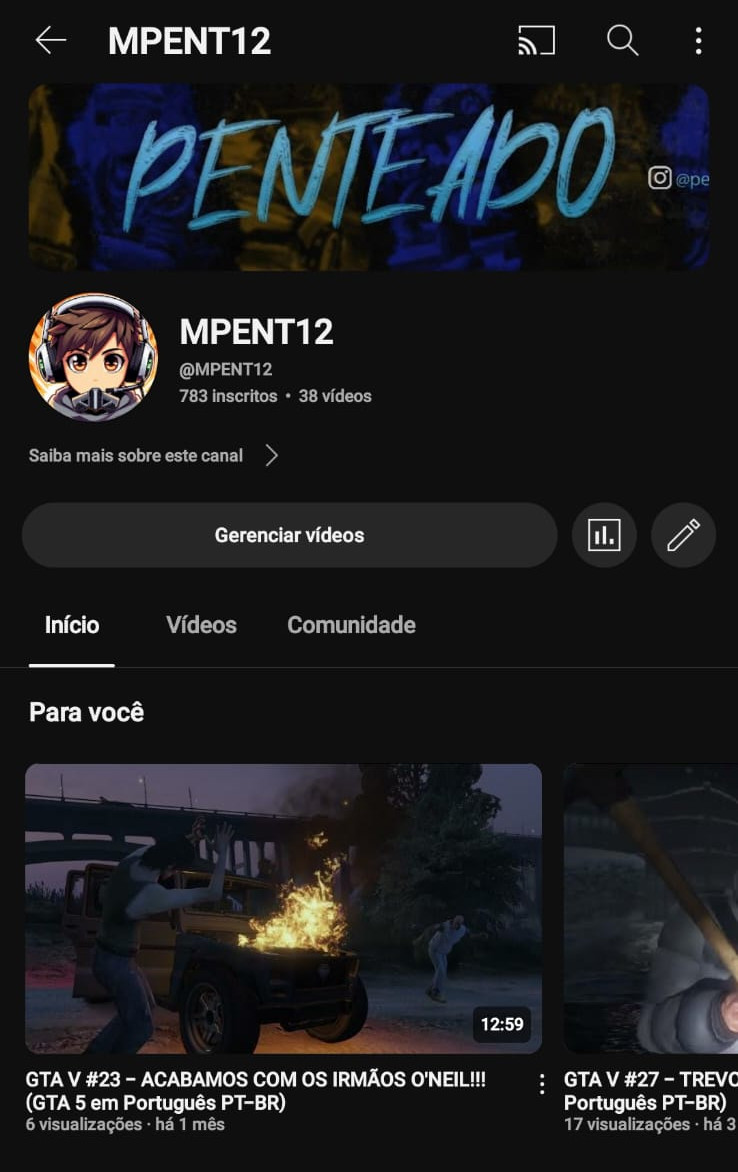 MPENT12
PENTEADO
@pe
MPENT12
@MPENT12
783 inscritos • 38 vídeos
Saiba mais sobre este canal
Gerenciar vídeos
Início
Vídeos
Comunidade
Para você
12:59
GTA V #23 – ACABAMOS COM OS IRMÃOS O'NEIL!!!
(GTA 5 em Português PT-BR)
6 visualizações · há 1 mês
GTA V #27 – TREVO
Português PT-BR)
17 visualizações · há 3